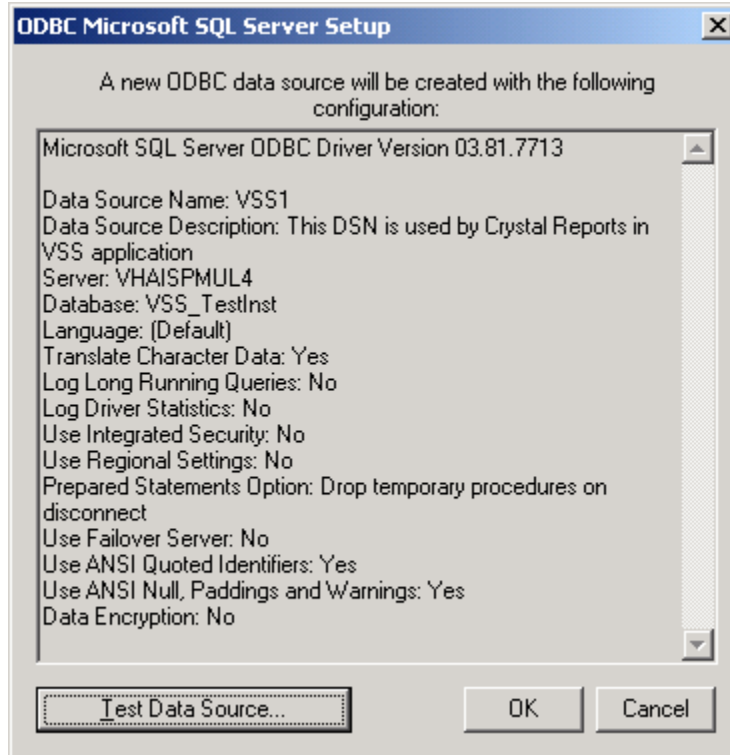 ODBC Microsoft SQL Server Setup
A new ODBC data source will be created with the following
configuration:
Microsoft SQL Server ODBC Driver Version 03.81.7713
Data Source Name: VSS1
Data Source Description: This DSN is used by Crystal Reports in
VSS application
Server: VHAISPMUL4
Database: VSS_TestInst
Language: (Default)
Translate Character Data: Yes
Log Long Running Queries: No
Log Driver Statistics: No
Use Integrated Security: No
Use Regional Settings: No
Prepared Statements Option: Drop temporary procedures on
disconnect
Use Failover Server: No
Use ANSI Quoted Identifiers: Yes
Use ANSI Null, Paddings and Warnings: Yes
Data Encryption: No
Test Data Source...
OK
Cancel